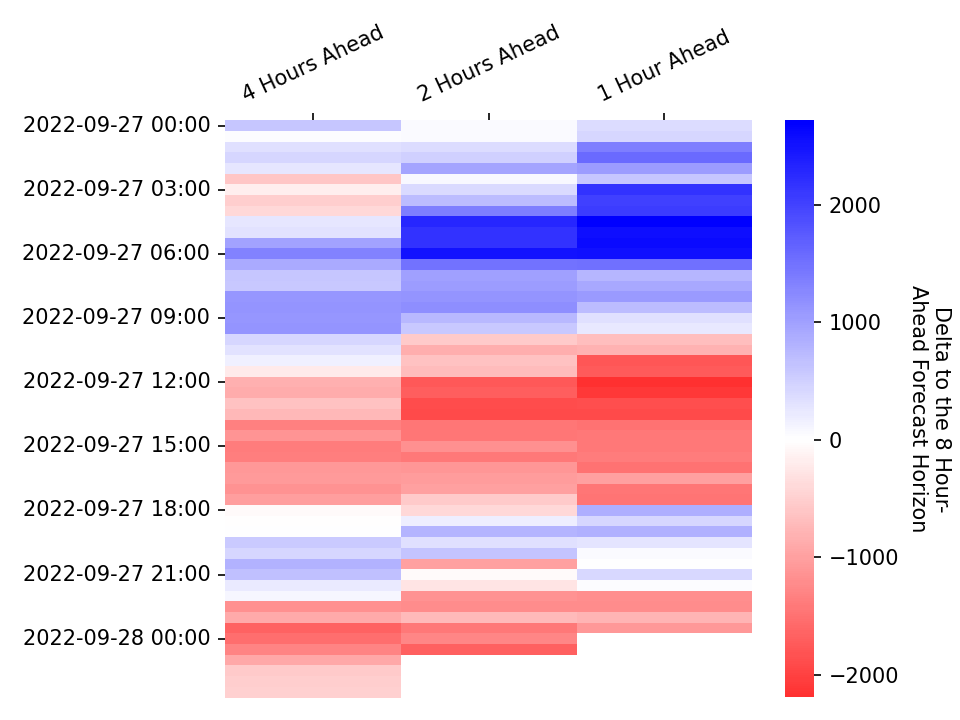 4 Hours Ahead
2 Hours Ahead
1 Hour Ahead
2022-09-27 00:00
2022-09-27 03:00
2022-09-27 06:00
2022-09-27 09:00
2022-09-27 12:00
2022-09-27 15:00
2022-09-27 18:00
2022-09-27 21:00
2022-09-28 00:00
2000
1000
0
−1000
−2000
Delta to the 8 Hour-
Ahead Forecast Horizon